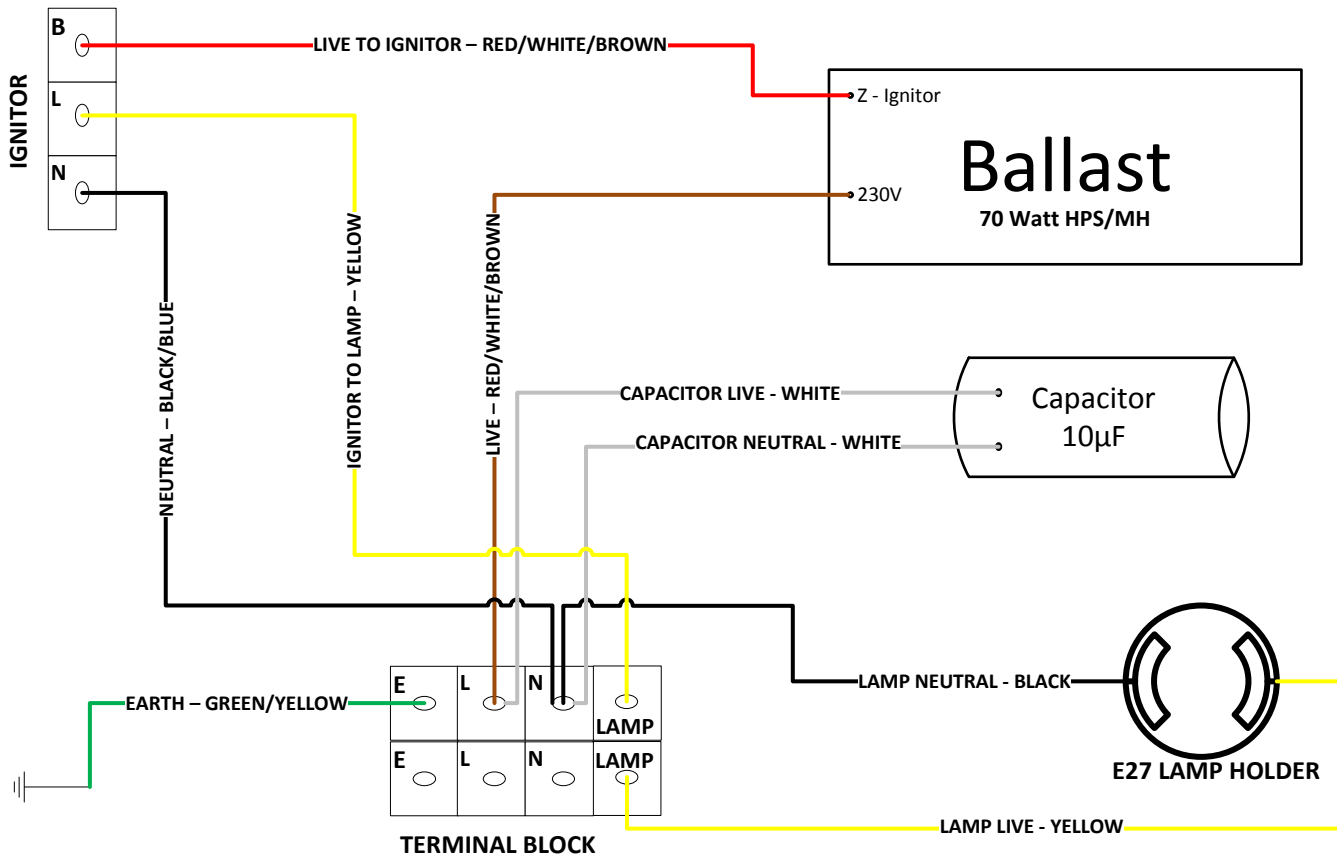 B
LIVE TO IGNITOR – RED/WHITE/BROWN
L
N
IGNITOR
Z - Ignitor
Ballast
230V
70 Watt HPS/MH
NEUTRAL – BLACK/BLUE
IGNITOR TO LAMP – YELLOW
LIVE – RED/WHITE/BROWN
CAPACITOR LIVE - WHITE
CAPACITOR NEUTRAL - WHITE
Capacitor
10µF
E
L
N
LAMP
EARTH – GREEN/YELLOW
LAMP NEUTRAL - BLACK
E
L
N
LAMP
E27 LAMP HOLDER
LAMP LIVE - YELLOW
TERMINAL BLOCK